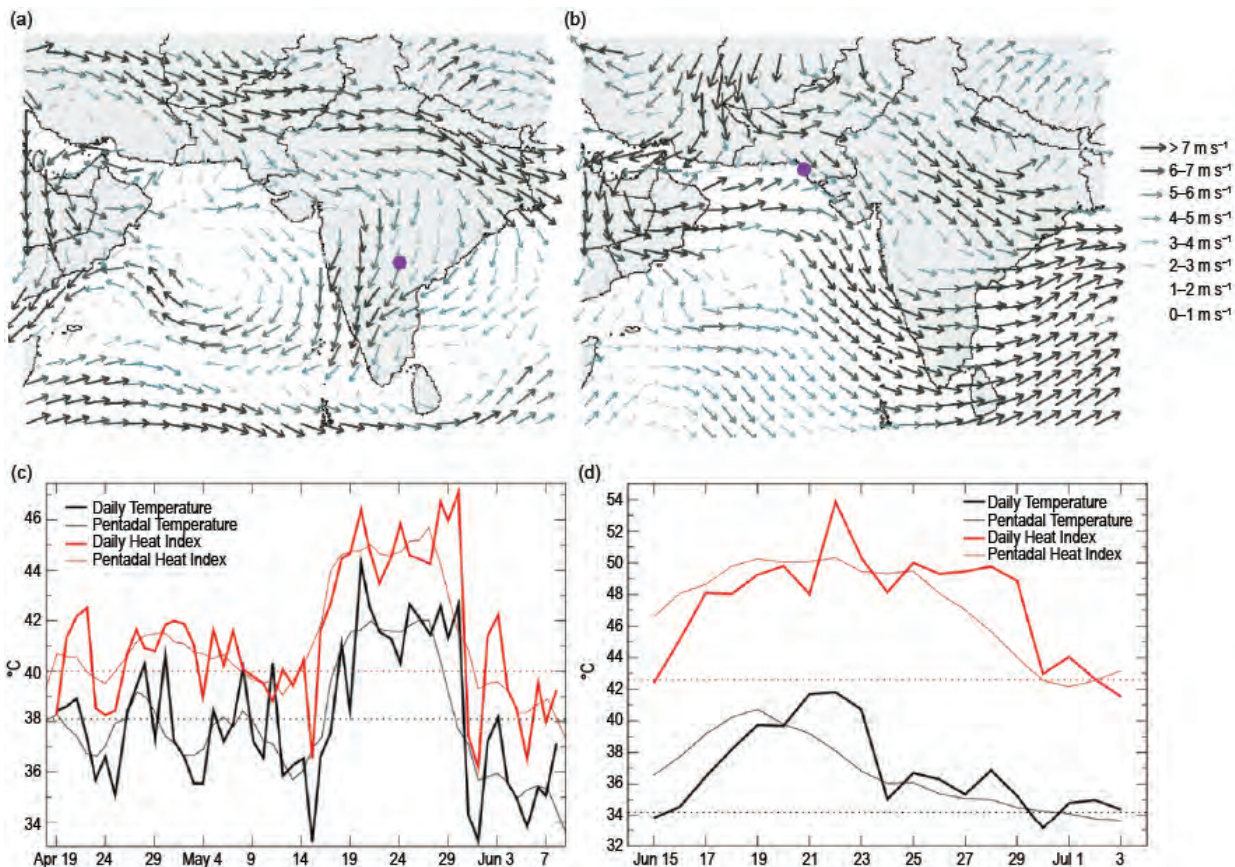 (a)
(b)
> 7 m s⁻¹
6–7 m s⁻¹
5–6 m s⁻¹
4–5 m s⁻¹
3–4 m s⁻¹
2–3 m s⁻¹
1–2 m s⁻¹
0–1 m s⁻¹
(c)
Daily Temperature
Pentadal Temperature
Daily Heat Index
Pentadal Heat Index
46
44
42
40
38
36
34
°C
Apr 19 24 29 May 4 9 14 19 24 29 Jun 3 7
(d)
Daily Temperature
Pentadal Temperature
Daily Heat Index
Pentadal Heat Index
54
52
50
48
46
44
42
40
38
36
34
32
°C
Jun 15 17 19 21 23 25 27 29 Jul 1 3